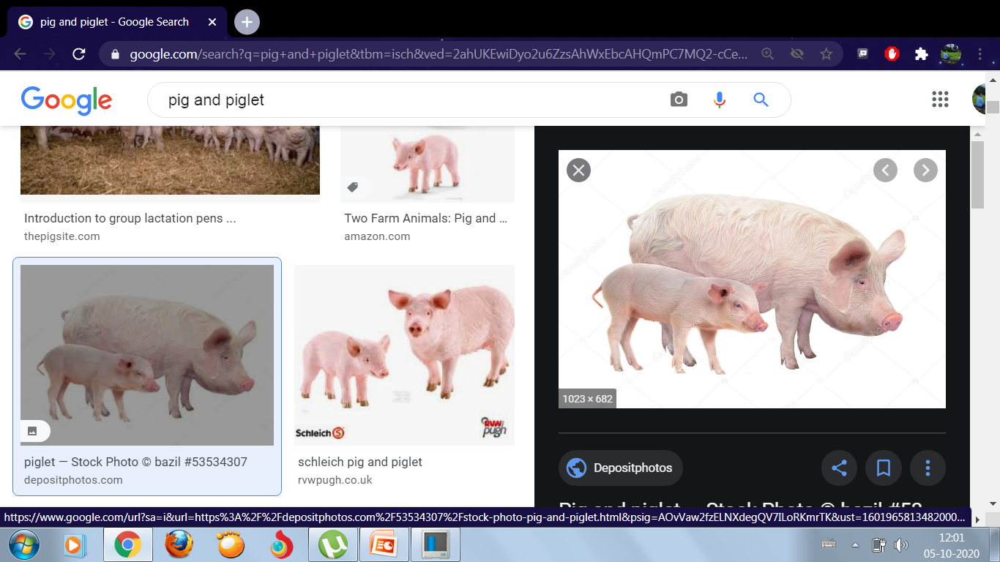 pig and piglet - Google Search
google.com/search?q=pig+and+piglet&tbm=isch&ved=2ahUKEwiDyo2u6ZzsAhWxEbcAHQmPC7MQ2-cCe...
Google
pig and piglet
Introduction to group lactation pens ...
thepigsite.com
Two Farm Animals: Pig and ...
amazon.com
piglet — Stock Photo © bazil #53534307
depositphotos.com
Schleich S
RVW pugh
schleich pig and piglet
rvwpugh.co.uk
depositphotos
1023 × 682
Depositphotos
Pig and piglet — Stock Photo © bazil #53
https://www.google.com/url?sa=i&url=https%3A%2F%2Fdepositphotos.com%2F53534307%2Fstock-photo-pig-and-piglet.html&psig=AOvVaw2fzELNXdegQV7ILoRKmrTK&ust=1601965813482000...
12:01
05-10-2020